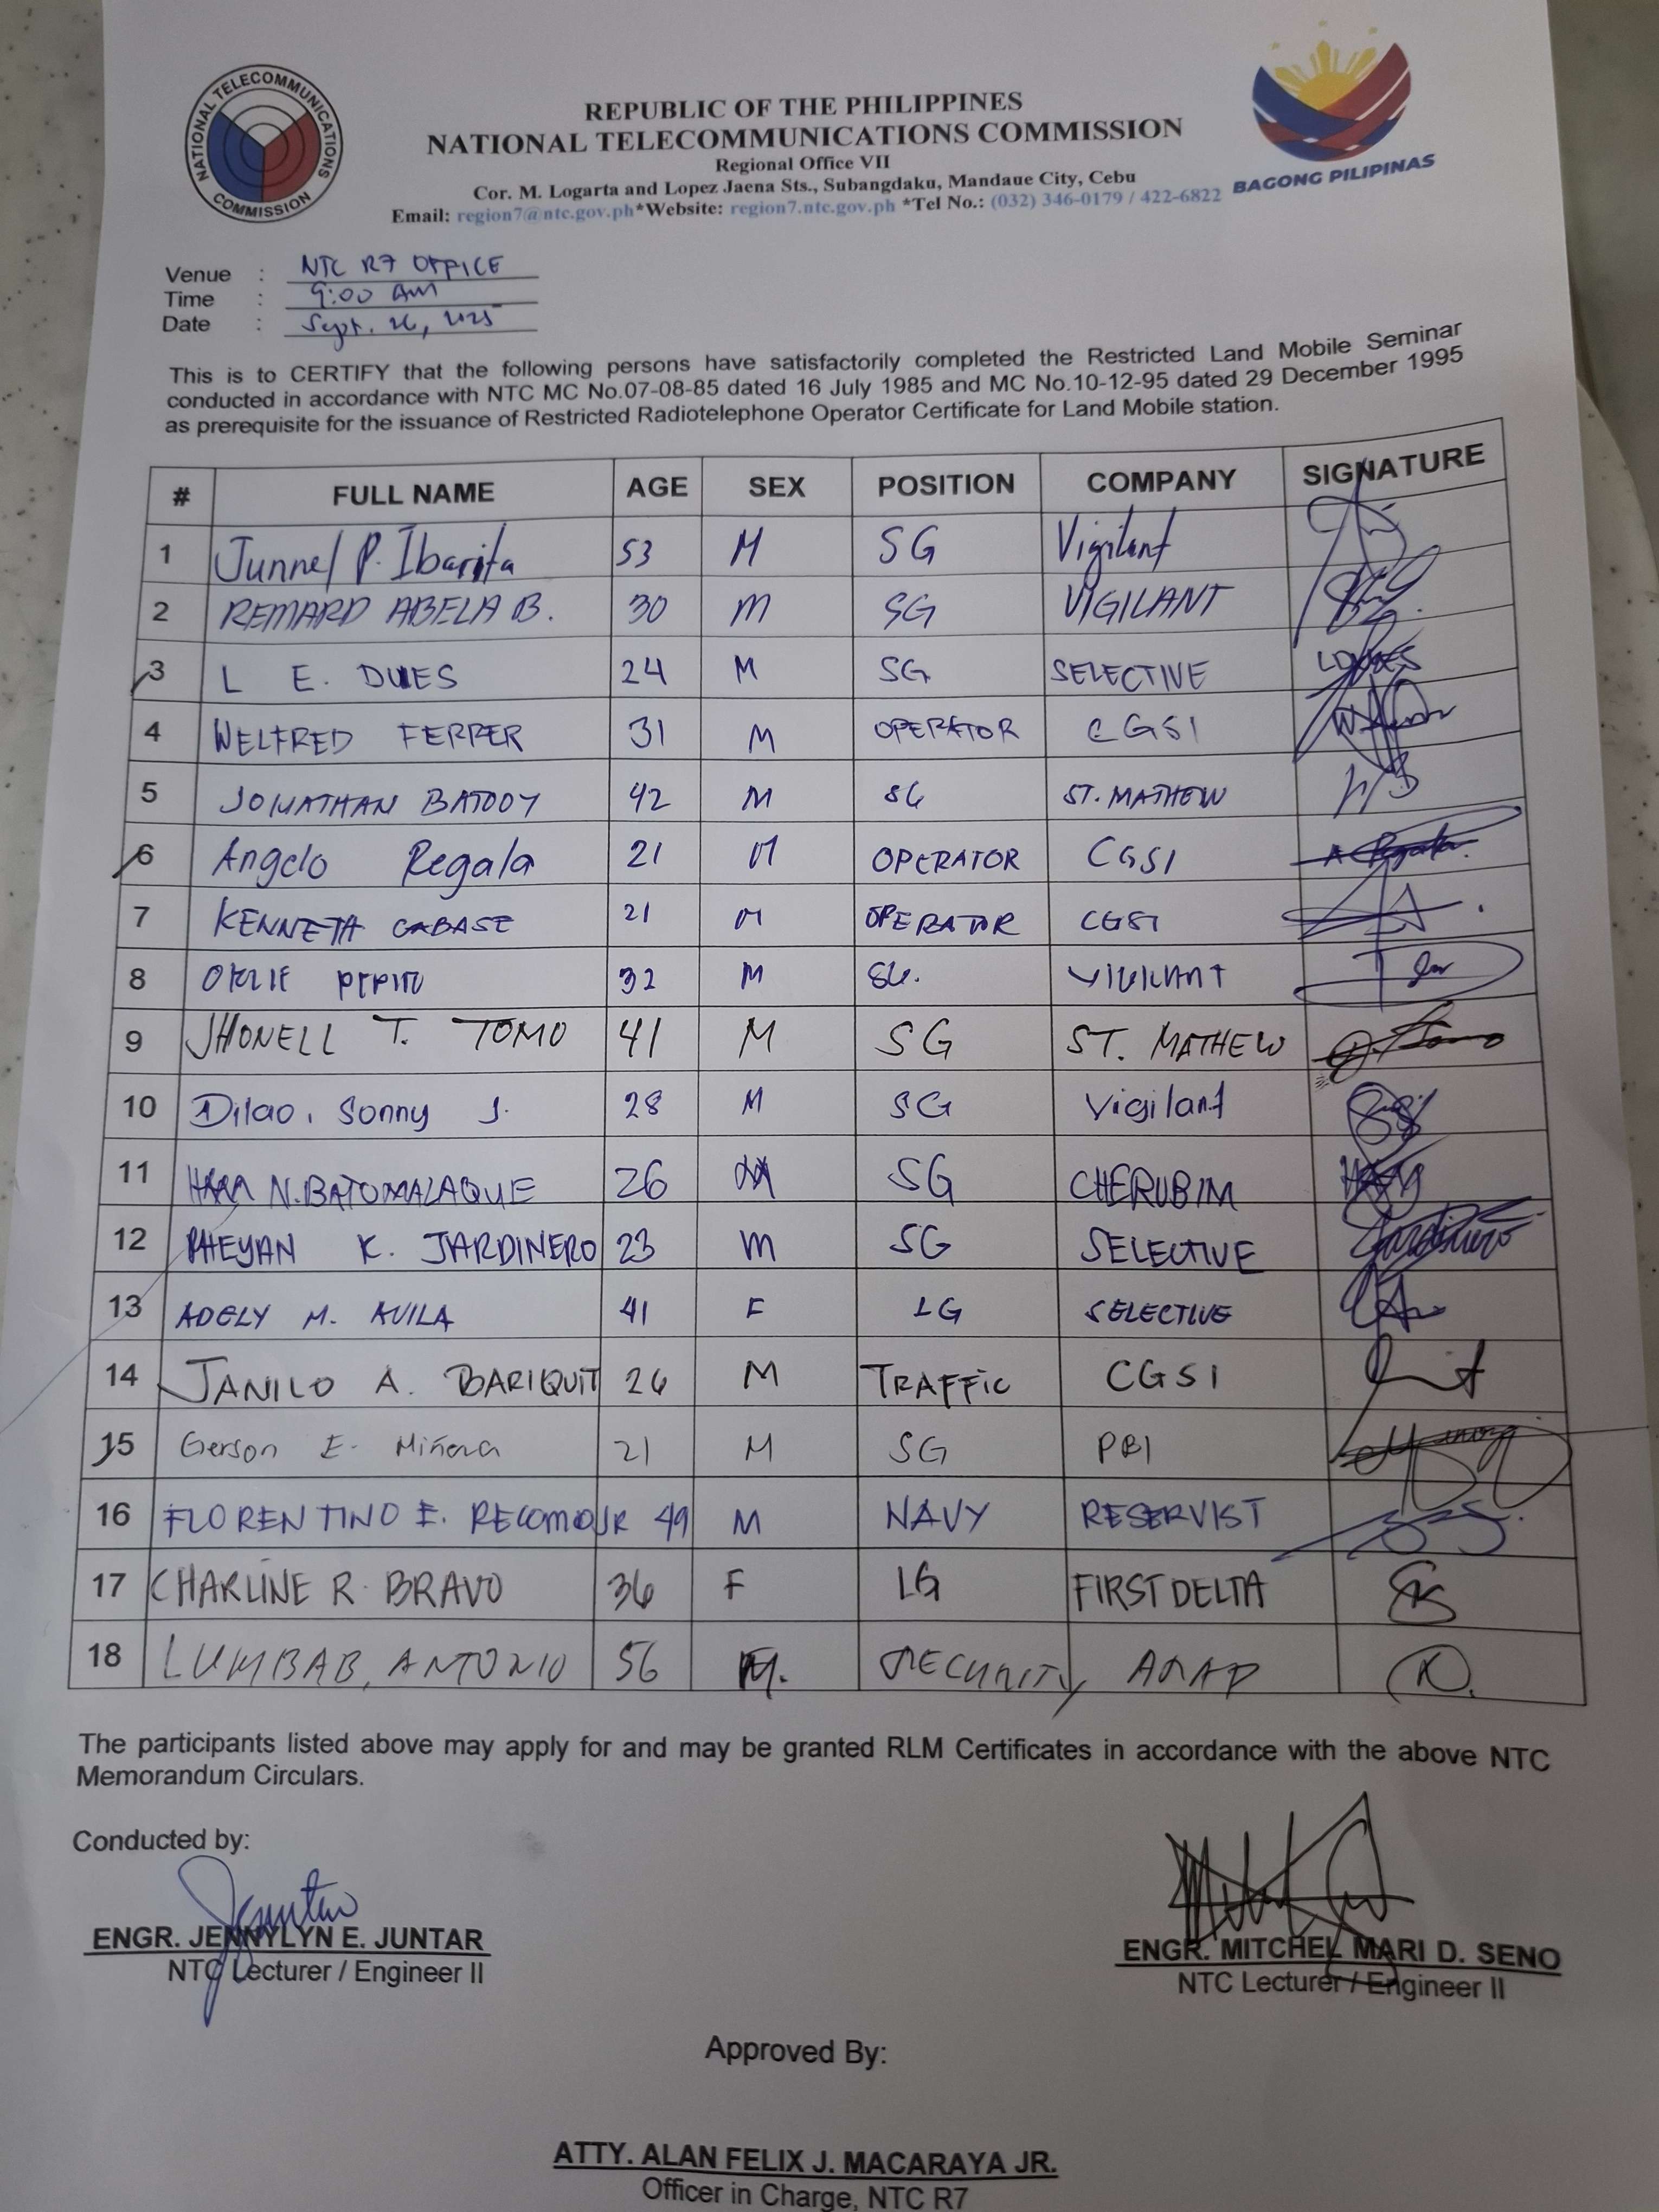 NATIONAL TELECOMMUNICATIONS COMMISSION
REPUBLIC OF THE PHILIPPINES
NATIONAL TELECOMMUNICATIONS COMMISSION
Regional Office VII
Cor. M. Logarta and Lopez Jaena Sts., Subangdaku, Mandaue City, Cebu
Email: region7@ntc.gov.ph*Website: region7.ntc.gov.ph *Tel No.: (032) 346-0179 / 422-6822
BAGONG PILIPINAS
Venue : NTC R7 OFFICE
Time : 9:00 AM
Date : Sept. 26, 2025
This is to CERTIFY that the following persons have satisfactorily completed the Restricted Land Mobile Seminar
conducted in accordance with NTC MC No.07-08-85 dated 16 July 1985 and MC No.10-12-95 dated 29 December 1995
as prerequisite for the issuance of Restricted Radiotelephone Operator Certificate for Land Mobile station.
# FULL NAME AGE SEX POSITION COMPANY SIGNATURE
1 Junnel P. Ibarita 53 M SG Vigilant
2 REMARD ABELA B. 30 M SG VIGILANT
3 L E. DUES 24 M SG SELECTIVE
4 WELFRED FERRER 31 M OPERATOR CGSI
5 JONATHAN BATOOY 42 M SG ST. MATHEW
6 Angelo Regala 21 M OPERATOR CGSI
7 KENNETH CABASE 21 M OPERATOR CGSI
8 PEPITO 32 M SG. VIGILANT
9 JHONELL T. TOMO 41 M SG ST. MATHEW
10 Dilao, Sonny J. 28 M SG Vigilant
11 N. BATOMALAQUE 26 M SG CHERUBIM
12 RHEYAN K. JARDINERO 23 M SG SELECTIVE
13 ADELY M. AVILA 41 F LG SELECTIVE
14 JANILO A. BARIQUIT 26 M TRAFFIC CGSI
15 Gerson E. Miñoza 21 M SG PBI
16 FLORENTINO E. RECOMO JR 49 M NAVY RESERVIST
17 CHARLINE R. BRAVO 36 F LG FIRST DELTA
18 LUMBAB, ANTONIO 56 M. SECURITY ASAP
The participants listed above may apply for and may be granted RLM Certificates in accordance with the above NTC
Memorandum Circulars.
Conducted by:
ENGR. JENNYLYN E. JUNTAR
NTC Lecturer / Engineer II
ENGR. MITCHEL MARI D. SENO
NTC Lecturer / Engineer II
Approved By:
ATTY. ALAN FELIX J. MACARAYA JR.
Officer in Charge, NTC R7